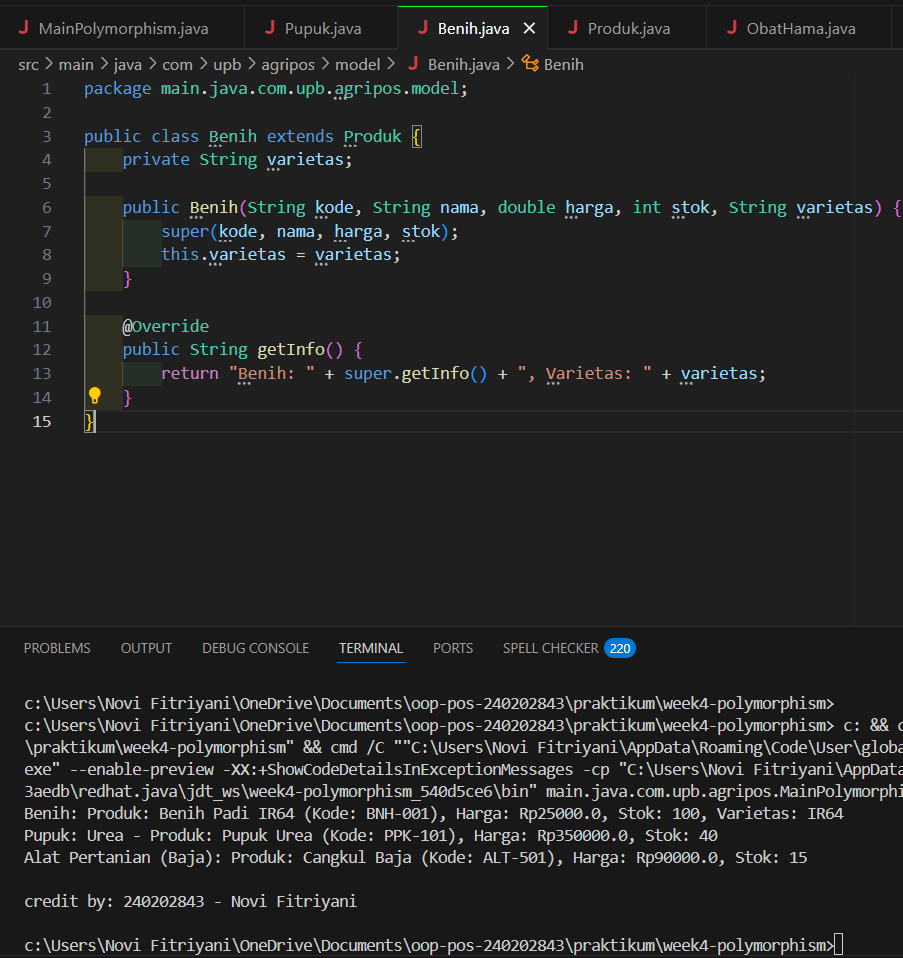 MainPolymorphism.java Pupuk.java Benih.java Produk.java ObatHama.java
src > main > java > com > upb > agripos > model > Benih.java > Benih
1 package main.java.com.upb.agripos.model;
2
3 public class Benih extends Produk {
4 private String varietas;
5
6 public Benih(String kode, String nama, double harga, int stok, String varietas) {
7 super(kode, nama, harga, stok);
8 this.varietas = varietas;
9 }
10
11 @Override
12 public String getInfo() {
13 return "Benih: " + super.getInfo() + ", Varietas: " + varietas;
14 }
15 }
PROBLEMS OUTPUT DEBUG CONSOLE TERMINAL PORTS SPELL CHECKER 220
c:\Users\Novi Fitriyani\OneDrive\Documents\oop-pos-240202843\praktikum\week4-polymorphism>
c:\Users\Novi Fitriyani\OneDrive\Documents\oop-pos-240202843\praktikum\week4-polymorphism> c: && c
\praktikum\week4-polymorphism" && cmd /C ""C:\Users\Novi Fitriyani\AppData\Roaming\Code\User\globa
exe" --enable-preview -XX:+ShowCodeDetailsInExceptionMessages -cp "C:\Users\Novi Fitriyani\AppData
3aedb\redhat.java\jdt_ws\week4-polymorphism_540d5ce6\bin" main.java.com.upb.agripos.MainPolymorphi
Benih: Produk: Benih Padi IR64 (Kode: BNH-001), Harga: Rp25000.0, Stok: 100, Varietas: IR64
Pupuk: Urea - Produk: Pupuk Urea (Kode: PPK-101), Harga: Rp350000.0, Stok: 40
Alat Pertanian (Baja): Produk: Cangkul Baja (Kode: ALT-501), Harga: Rp90000.0, Stok: 15
credit by: 240202843 - Novi Fitriyani
c:\Users\Novi Fitriyani\OneDrive\Documents\oop-pos-240202843\praktikum\week4-polymorphism>